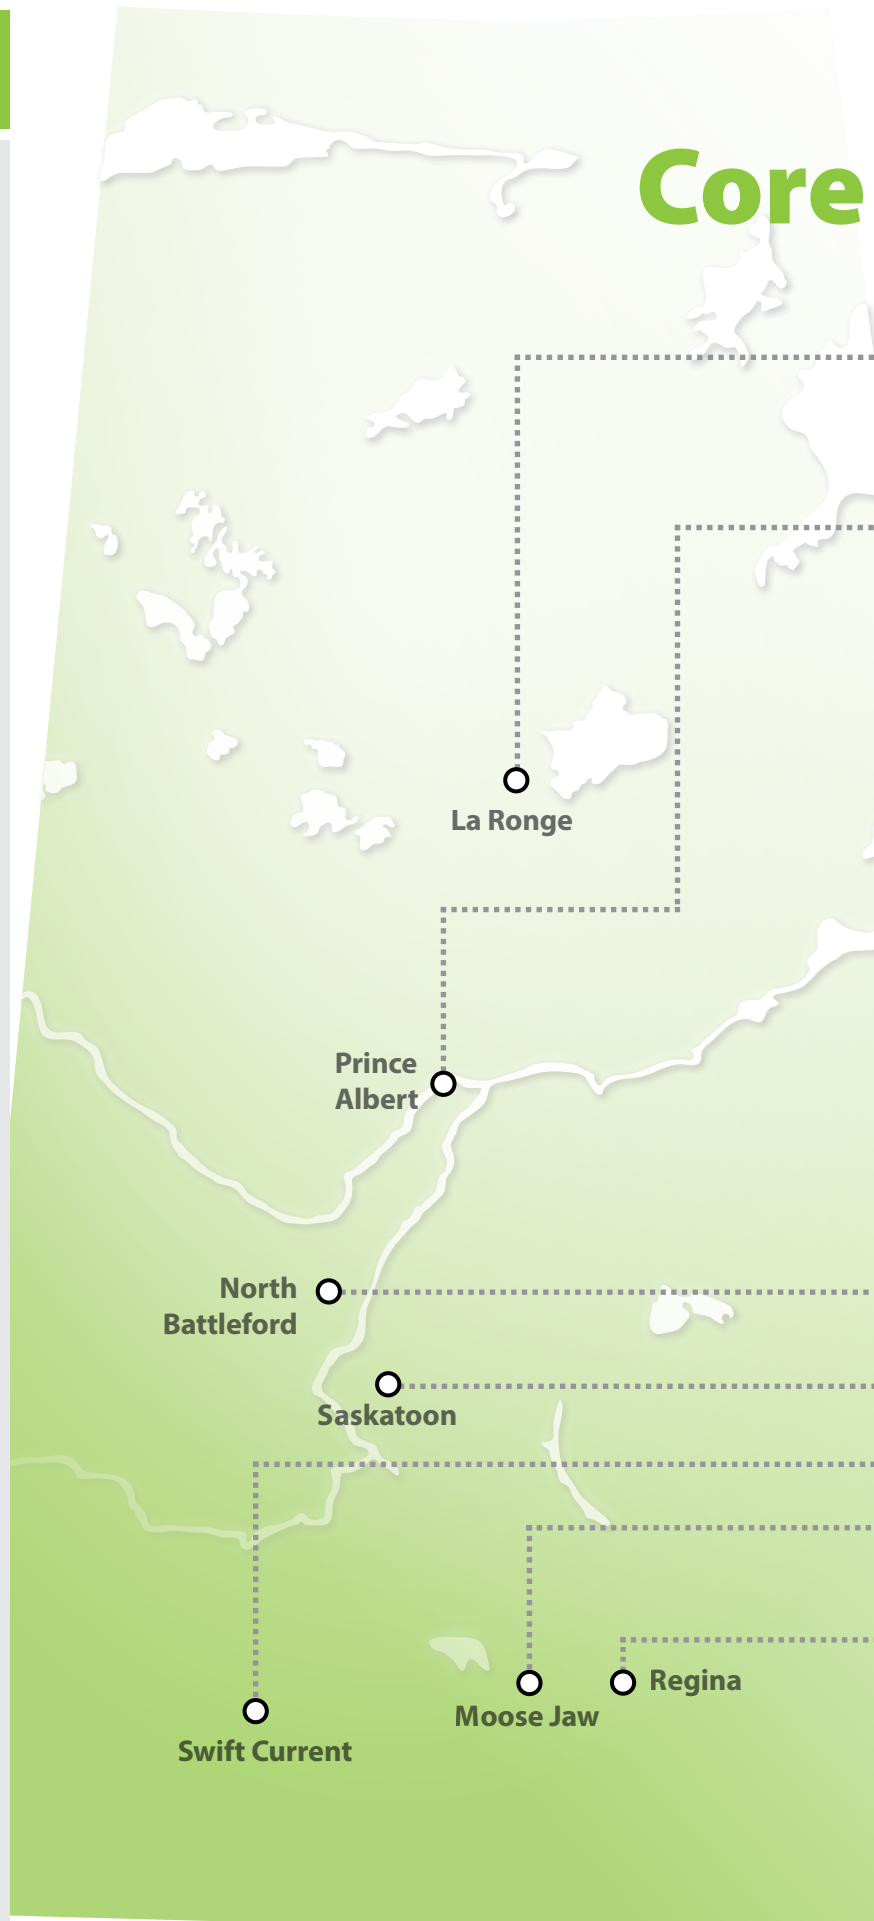 Core
La Ronge
Prince
Albert
North
Battleford
Saskatoon
Regina
Moose Jaw
Swift Current